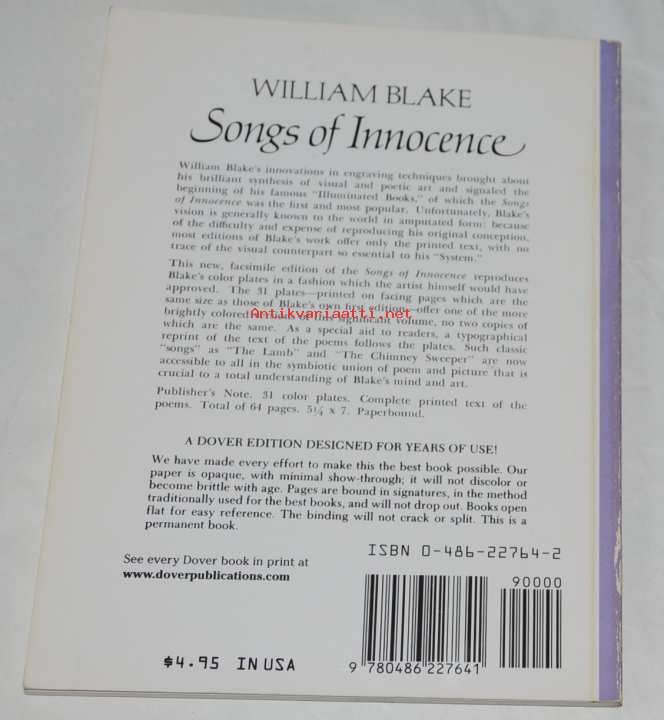 WILLIAM BLAKE
Songs of Innocence
William Blake's innovations in engraving techniques brought about
his brilliant synthesis of visual and poetic art and signaled the
beginning of his famous "Illuminated Books," of which the Songs
of Innocence was the first and most popular. Unfortunately, Blake's
vision is generally known to the world in amputated form: because
of the difficulty and expense of reproducing his original conception,
most editions of Blake's work offer only the printed text, with no
trace of the visual counterpart so essential to his "System."
This new, facsimile edition of the Songs of Innocence reproduces
Blake's color plates in a fashion which the artist himself would have
approved. The 31 plates—printed on facing pages which are the
same size as those of Blake's own first edition—offer one of the more
brightly colored of this significant volume, no two copies of
Antikvariaatti.net
which are the same. As a special aid to readers, a typographical
reprint of the text of the poems follows the plates. Such classic
"songs" as "The Lamb" and "The Chimney Sweeper" are now
accessible to all in the symbiotic union of poem and picture that is
crucial to a total understanding of Blake's mind and art.
Publisher's Note. 31 color plates. Complete printed text of the
poems. Total of 64 pages. 5¼ x 7. Paperbound.
A DOVER EDITION DESIGNED FOR YEARS OF USE!
We have made every effort to make this the best book possible. Our
paper is opaque, with minimal show-through; it will not discolor or
become brittle with age. Pages are bound in signatures, in the method
traditionally used for the best books, and will not drop out. Books open
flat for easy reference. The binding will not crack or split. This is a
permanent book.
ISBN 0-486-22764-2
See every Dover book in print at
www.doverpublications.com
90000
$4.95 IN USA
9 780486 227641